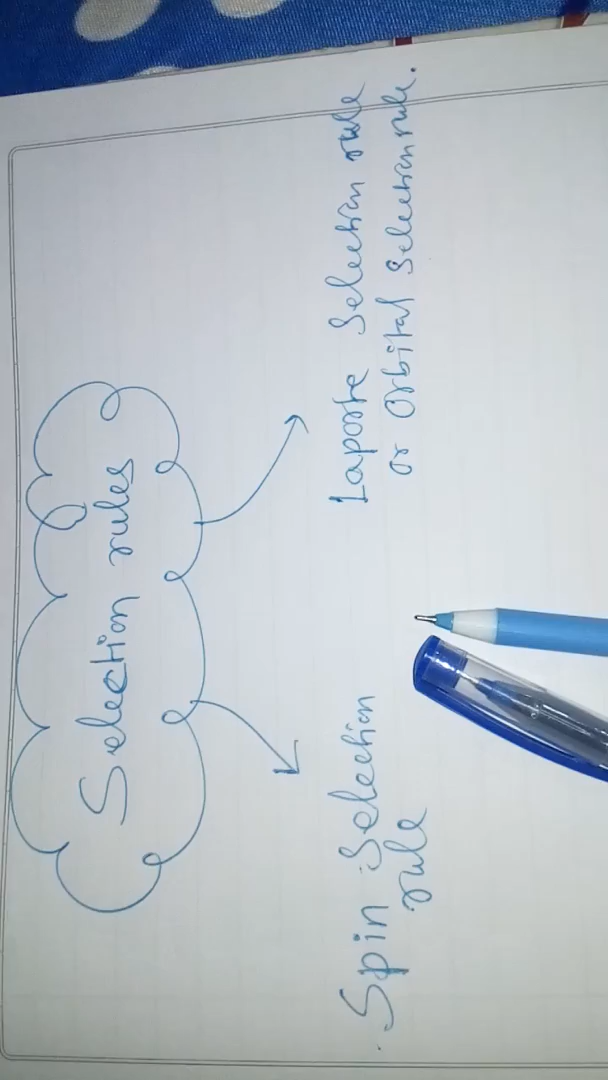 Selection rules
Spin Selection
rule
Laporte Selection rule
or Orbital Selection rule.